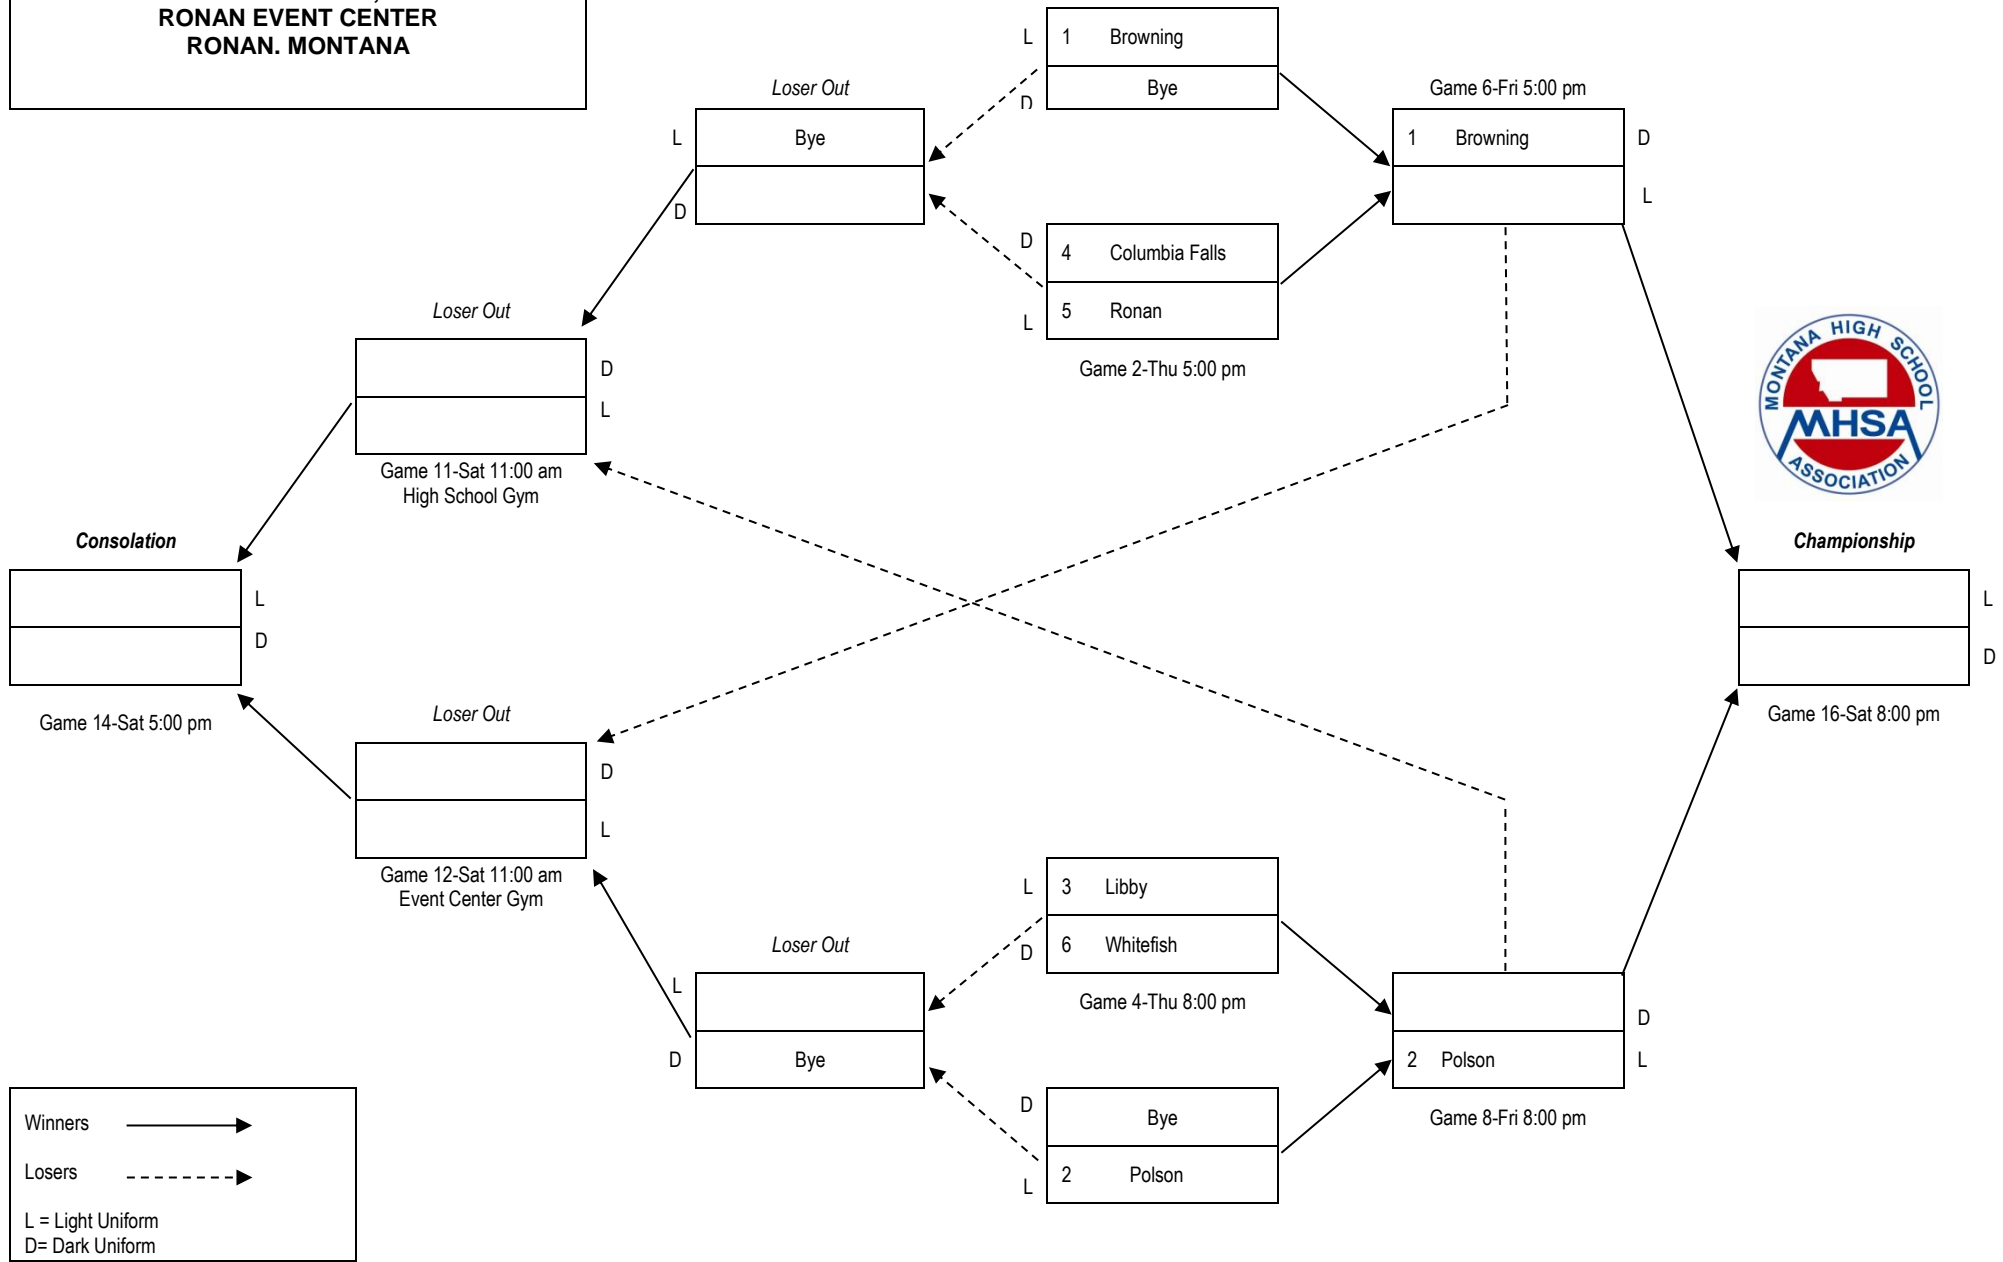 RONAN EVENT CENTER
RONAN. MONTANA
L 1 Browning
D Bye
Loser Out
L Bye
D
Game 6-Fri 5:00 pm
1 Browning D
L
D 4 Columbia Falls
L 5 Ronan
Game 2-Thu 5:00 pm
Loser Out
D
L
Game 11-Sat 11:00 am
High School Gym
MONTANA HIGH SCHOOL
MHSA
ASSOCIATION
Consolation
L
D
Game 14-Sat 5:00 pm
Championship
L
D
Game 16-Sat 8:00 pm
Loser Out
D
L
Game 12-Sat 11:00 am
Event Center Gym
L 3 Libby
D 6 Whitefish
Game 4-Thu 8:00 pm
Loser Out
L
D Bye
D
2 Polson L
Game 8-Fri 8:00 pm
D Bye
L 2 Polson
Winners
Losers
L = Light Uniform
D= Dark Uniform